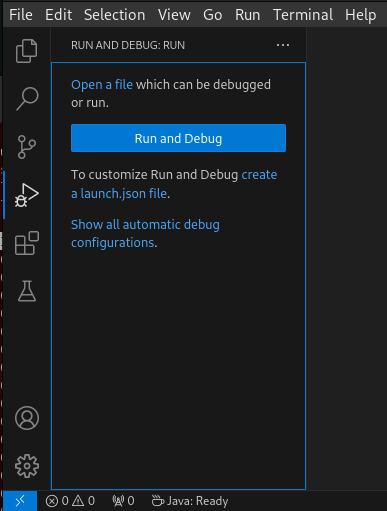 File Edit Selection View Go Run Terminal Help
RUN AND DEBUG: RUN ···
Open a file which can be debugged
or run.
Run and Debug
To customize Run and Debug create
a launch.json file.
Show all automatic debug
configurations.
0 0 0 Java: Ready